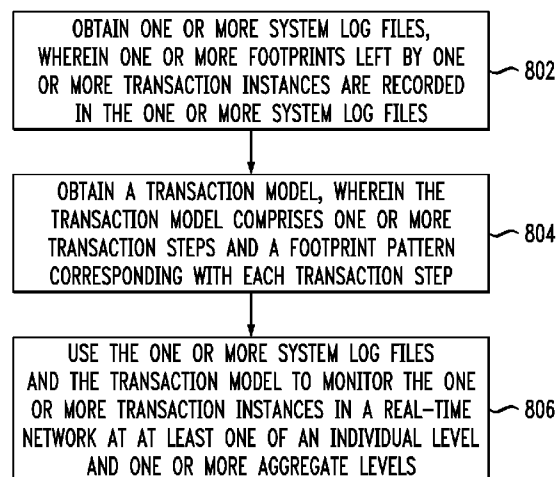 OBTAIN ONE OR MORE SYSTEM LOG FILES,
WHEREIN ONE OR MORE FOOTPRINTS LEFT BY ONE
OR MORE TRANSACTION INSTANCES ARE RECORDED
IN THE ONE OR MORE SYSTEM LOG FILES
802
OBTAIN A TRANSACTION MODEL, WHEREIN THE
TRANSACTION MODEL COMPRISES ONE OR MORE
TRANSACTION STEPS AND A FOOTPRINT PATTERN
CORRESPONDING WITH EACH TRANSACTION STEP
804
USE THE ONE OR MORE SYSTEM LOG FILES
AND THE TRANSACTION MODEL TO MONITOR THE ONE
OR MORE TRANSACTION INSTANCES IN A REAL-TIME
NETWORK AT AT LEAST ONE OF AN INDIVIDUAL LEVEL
AND ONE OR MORE AGGREGATE LEVELS
806